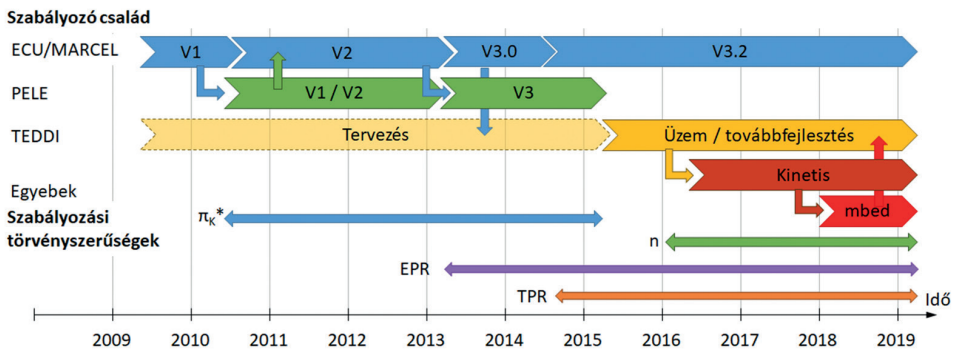 Szabályozó család
ECU/MARCEL V1 V2 V3.0 V3.2
PELE V1 / V2 V3
TEDDI Tervezés Üzem / továbbfejlesztés
Kinetis
Egyebek
mbed
πK*
Szabályozási
törvényszerűségek
n
EPR
TPR
Idő
2009 2010 2011 2012 2013 2014 2015 2016 2017 2018 2019